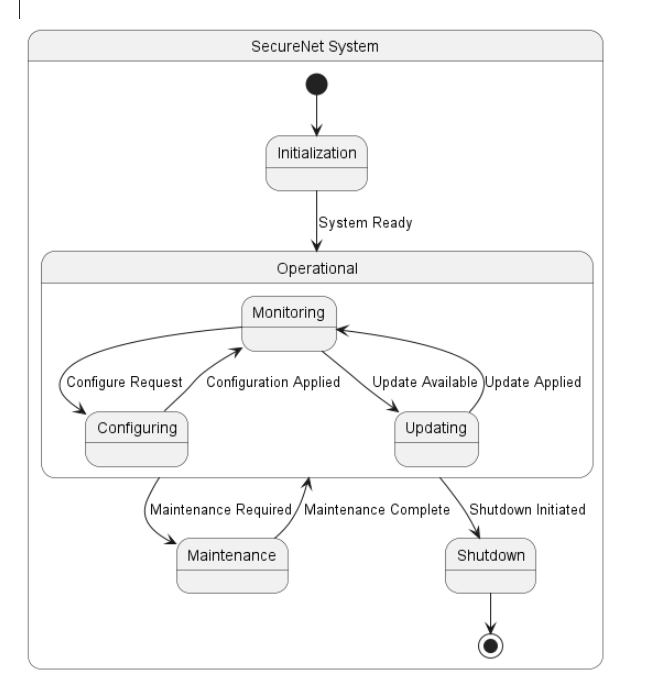 SecureNet System
Initialization
System Ready
Operational
Monitoring
Configure Request
Configuration Applied
Update Available
Update Applied
Configuring
Updating
Maintenance Required
Maintenance Complete
Shutdown Initiated
Maintenance
Shutdown